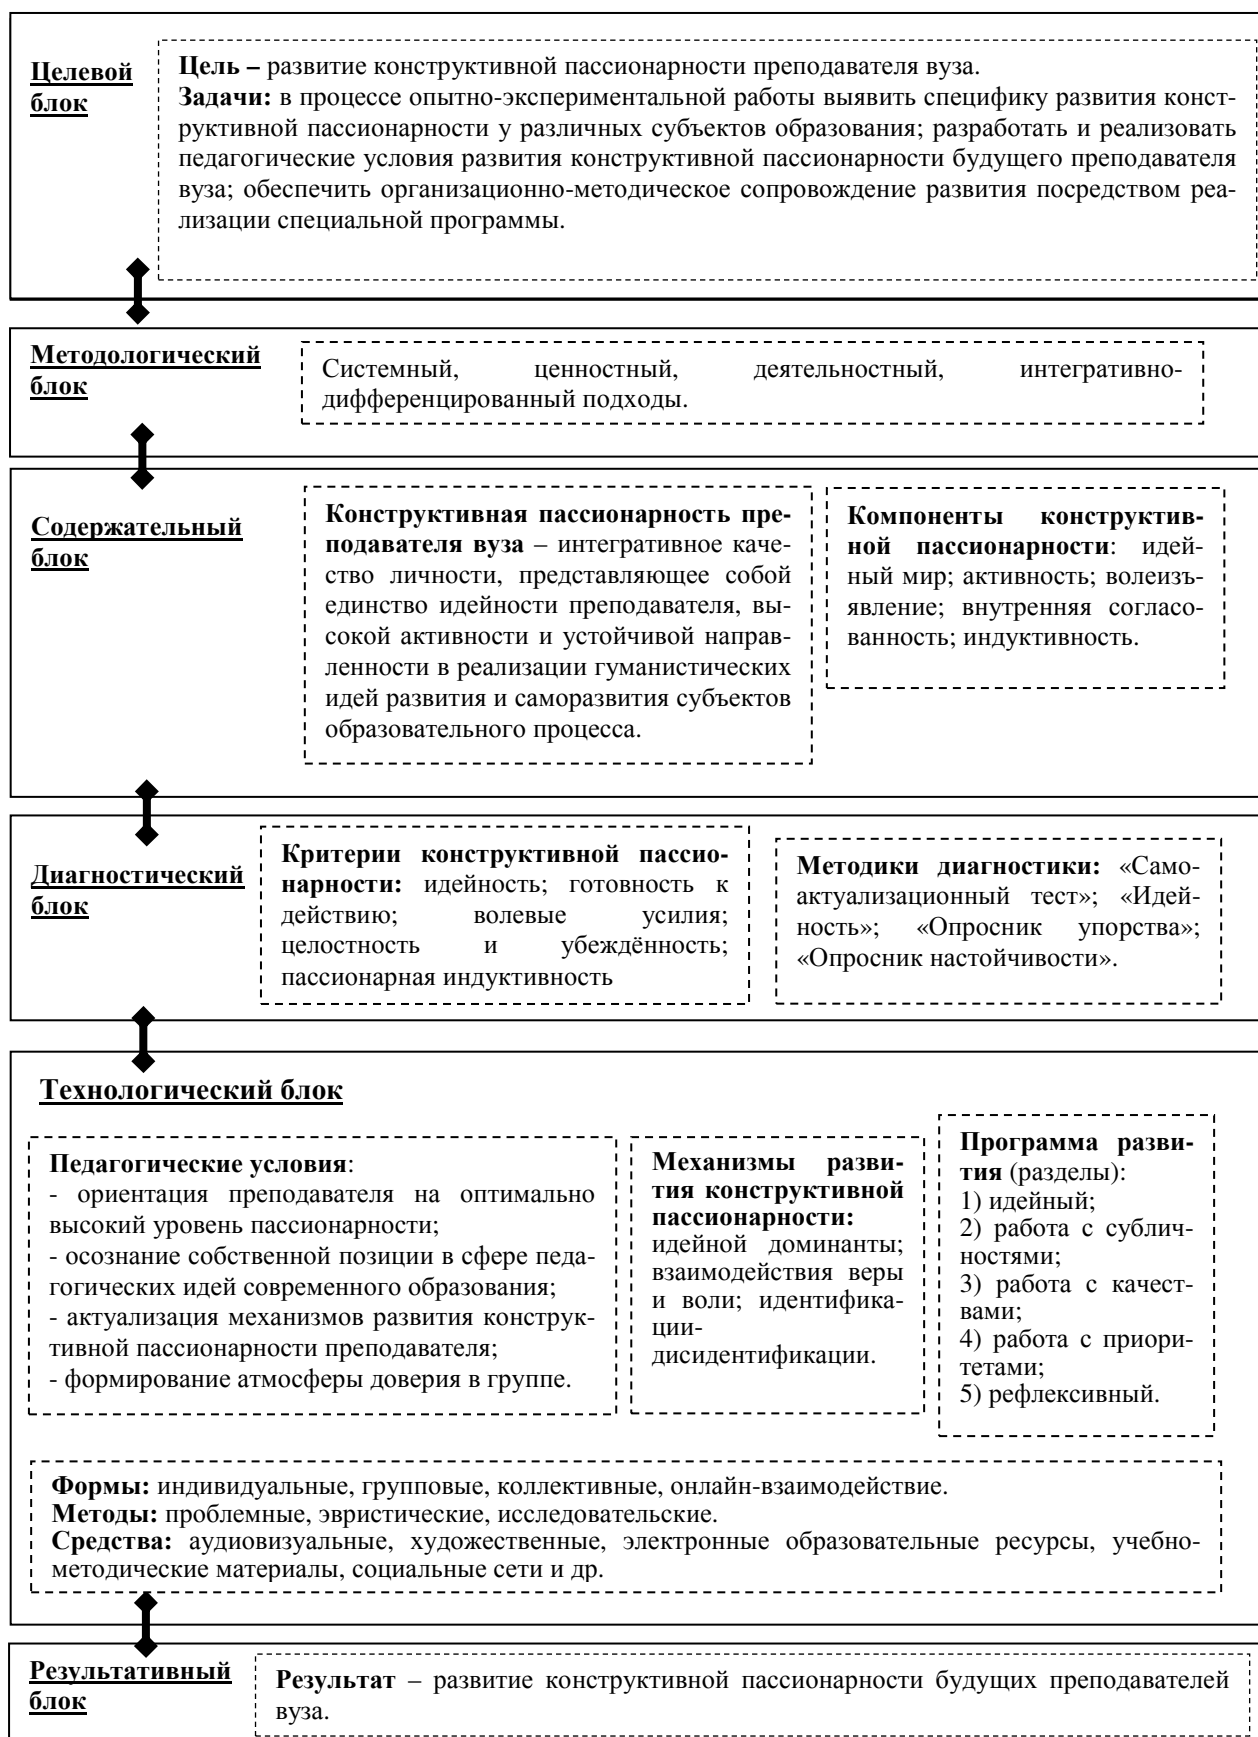 Целевой
блок
Цель – развитие конструктивной пассионарности преподавателя вуза.
Задачи: в процессе опытно-экспериментальной работы выявить специфику развития конст-
руктивной пассионарности у различных субъектов образования; разработать и реализовать
педагогические условия развития конструктивной пассионарности будущего преподавателя
вуза; обеспечить организационно-методическое сопровождение развития посредством реа-
лизации специальной программы.
Методологический
блок
Системный, ценностный, деятельностный, интегративно-
дифференцированный подходы.
Содержательный
блок
Конструктивная пассионарность пре-
подавателя вуза – интегративное каче-
ство личности, представляющее собой
единство идейности преподавателя, вы-
сокой активности и устойчивой направ-
ленности в реализации гуманистических
идей развития и саморазвития субъектов
образовательного процесса.
Компоненты конструктив-
ной пассионарности: идей-
ный мир; активность; волеизъ-
явление; внутренняя согласо-
ванность; индуктивность.
Диагностический
блок
Критерии конструктивной пассио-
нарности: идейность; готовность к
действию; волевые усилия;
целостность и убеждённость;
пассионарная индуктивность
Методики диагностики: «Само-
актуализационный тест»; «Идей-
ность»; «Опросник упорства»;
«Опросник настойчивости».
Технологический блок
Педагогические условия:
- ориентация преподавателя на оптимально
высокий уровень пассионарности;
- осознание собственной позиции в сфере педа-
гогических идей современного образования;
- актуализация механизмов развития конструк-
тивной пассионарности преподавателя;
- формирование атмосферы доверия в группе.
Механизмы разви-
тия конструктивной
пассионарности:
идейной доминанты;
взаимодействия веры
и воли; идентифика-
ции-
дисидентификации.
Программа разви-
тия (разделы):
1) идейный;
2) работа с сублич-
ностями;
3) работа с качест-
вами;
4) работа с приори-
тетами;
5) рефлексивный.
Формы: индивидуальные, групповые, коллективные, онлайн-взаимодействие.
Методы: проблемные, эвристические, исследовательские.
Средства: аудиовизуальные, художественные, электронные образовательные ресурсы, учебно-
методические материалы, социальные сети и др.
Результативный
блок
Результат – развитие конструктивной пассионарности будущих преподавателей
вуза.